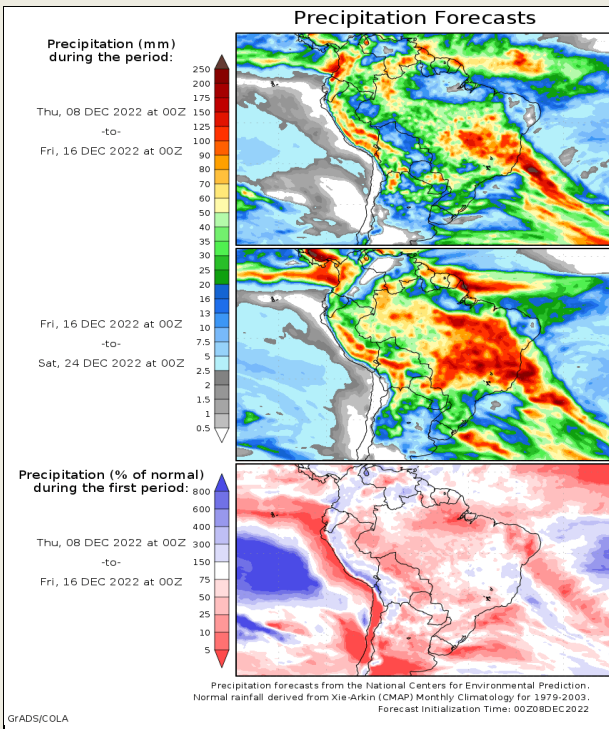 Precipitation Forecasts
Precipitation (mm)
during the period:
Thu, 08 DEC 2022 at 00Z
-to-
Fri, 16 DEC 2022 at 00Z
250
200
175
150
125
100
90
80
70
60
50
40
35
30
25
20
16
13
10
7.5
5
2.5
2
1.5
1
0.5
Fri, 16 DEC 2022 at 00Z
-to-
Sat, 24 DEC 2022 at 00Z
Precipitation (% of normal)
during the first period:
Thu, 08 DEC 2022 at 00Z
-to-
Fri, 16 DEC 2022 at 00Z
800
600
400
300
150
75
50
25
10
5
Precipitation forecasts from the National Centers for Environmental Prediction.
Normal rainfall derived from Xie-Arkin (CMAP) Monthly Climatology for 1979-2003.
Forecast Initialization Time: 00Z08DEC2022
GrADS/COLA